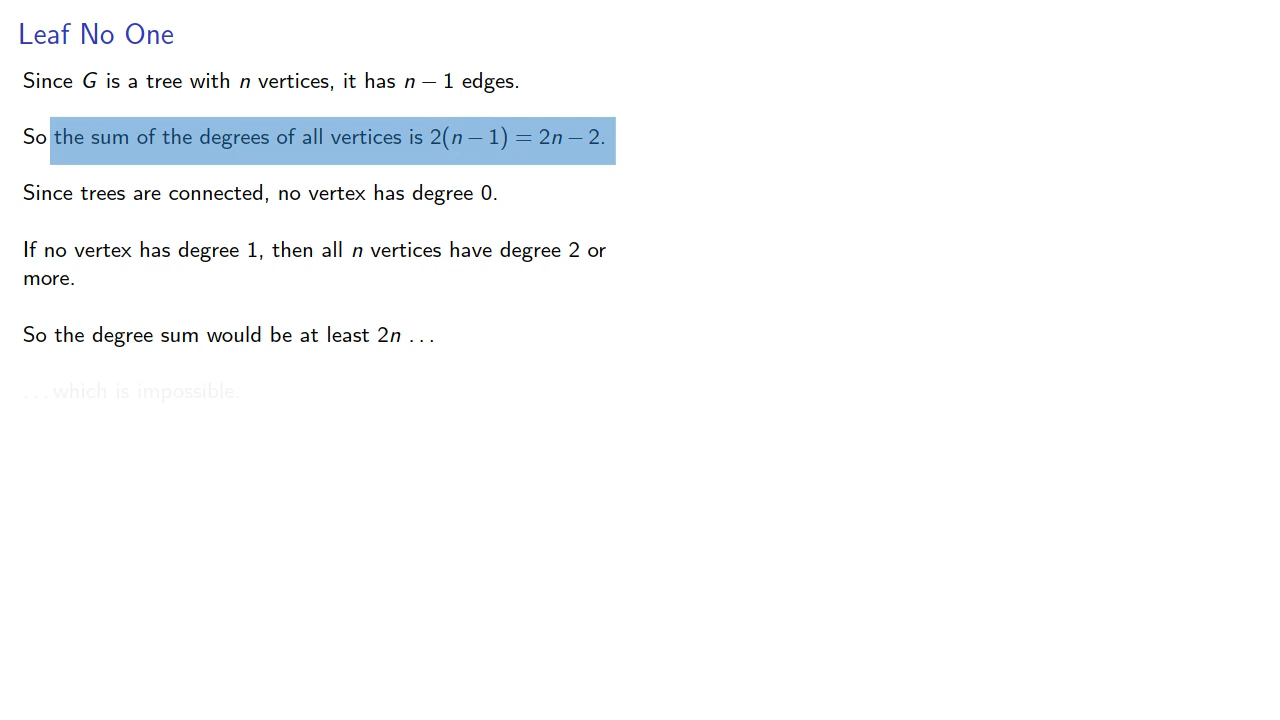 Leaf No One
Since G is a tree with n vertices, it has n − 1 edges.
So the sum of the degrees of all vertices is 2(n − 1) = 2n − 2.
Since trees are connected, no vertex has degree 0.
If no vertex has degree 1, then all n vertices have degree 2 or
more.
So the degree sum would be at least 2n . . .
. . . which is impossible.